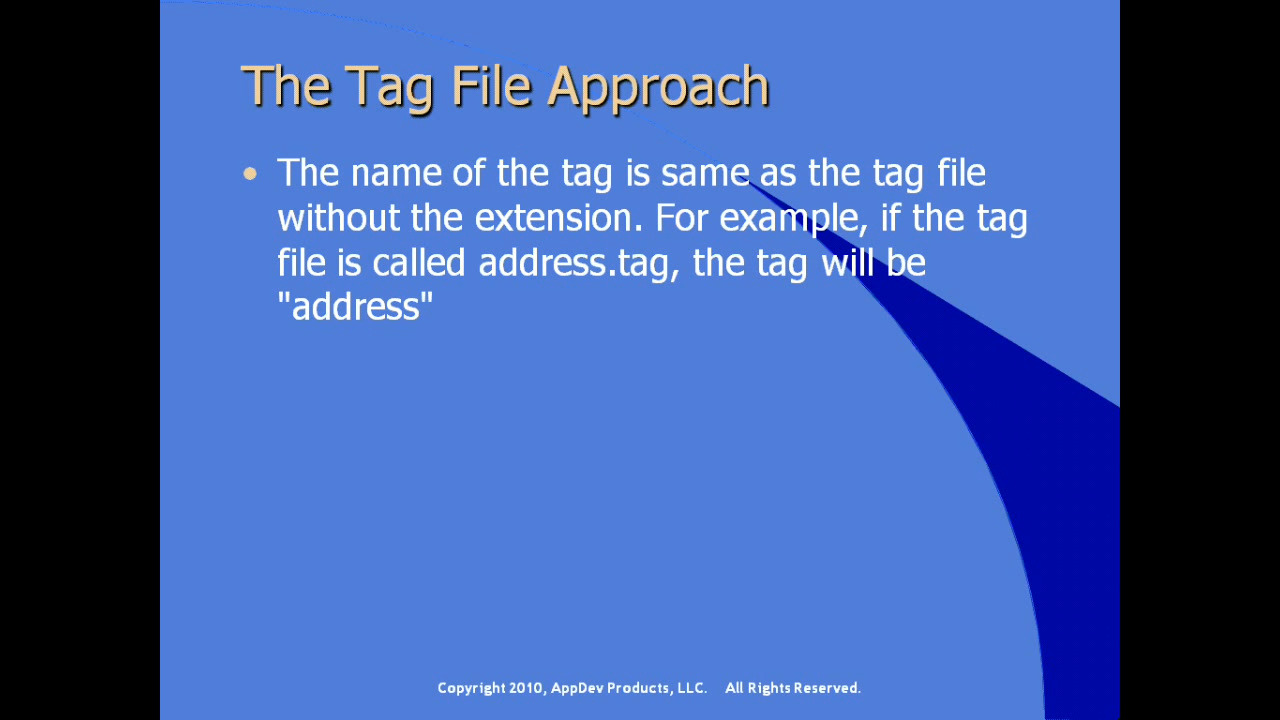 The Tag File Approach
The name of the tag is same as the tag file
without the extension. For example, if the tag
file is called address.tag, the tag will be
"address"
Copyright 2010, AppDev Products, LLC. All Rights Reserved.